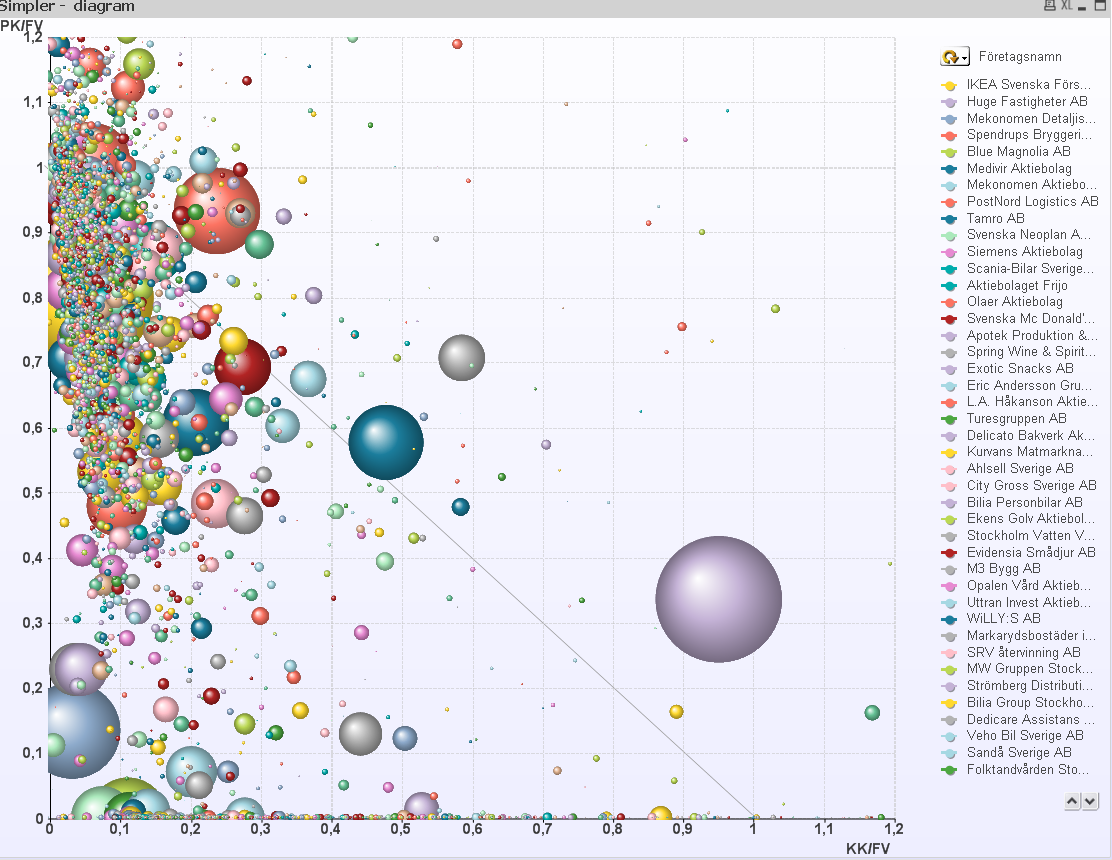 Simpler - diagram
XL
PK/FV
1,2
1,1
1
0,9
0,8
0,7
0,6
0,5
0,4
0,3
0,2
0,1
0
0 0,1 0,2 0,3 0,4 0,5 0,6 0,7 0,8 0,9 1 1,1 1,2
KK/FV
Företagsnamn
IKEA Svenska Förs...
Huge Fastigheter AB
Mekonomen Detaljis...
Spendrups Bryggeri...
Blue Magnolia AB
Medivir Aktiebolag
Mekonomen Aktiebo...
PostNord Logistics AB
Tamro AB
Svenska Neoplan A...
Siemens Aktiebolag
Scania-Bilar Sverige...
Aktiebolaget Frijo
Olaer Aktiebolag
Svenska Mc Donald'...
Apotek Produktion &...
Spring Wine & Spirit...
Exotic Snacks AB
Eric Andersson Gru...
L.A. Håkanson Aktie...
Turesgruppen AB
Delicato Bakverk Ak...
Kurvans Matmarkna...
Ahlsell Sverige AB
City Gross Sverige AB
Bilia Personbilar AB
Ekens Golv Aktiebol...
Stockholm Vatten V...
Evidensia Smådjur AB
M3 Bygg AB
Opalen Vård Aktieb...
Uttran Invest Aktieb...
WiLLY:S AB
Markarydsbostäder i...
SRV återvinning AB
MW Gruppen Stock...
Strömberg Distributi...
Bilia Group Stockho...
Dedicare Assistans ...
Veho Bil Sverige AB
Sandå Sverige AB
Folktandvården Sto...